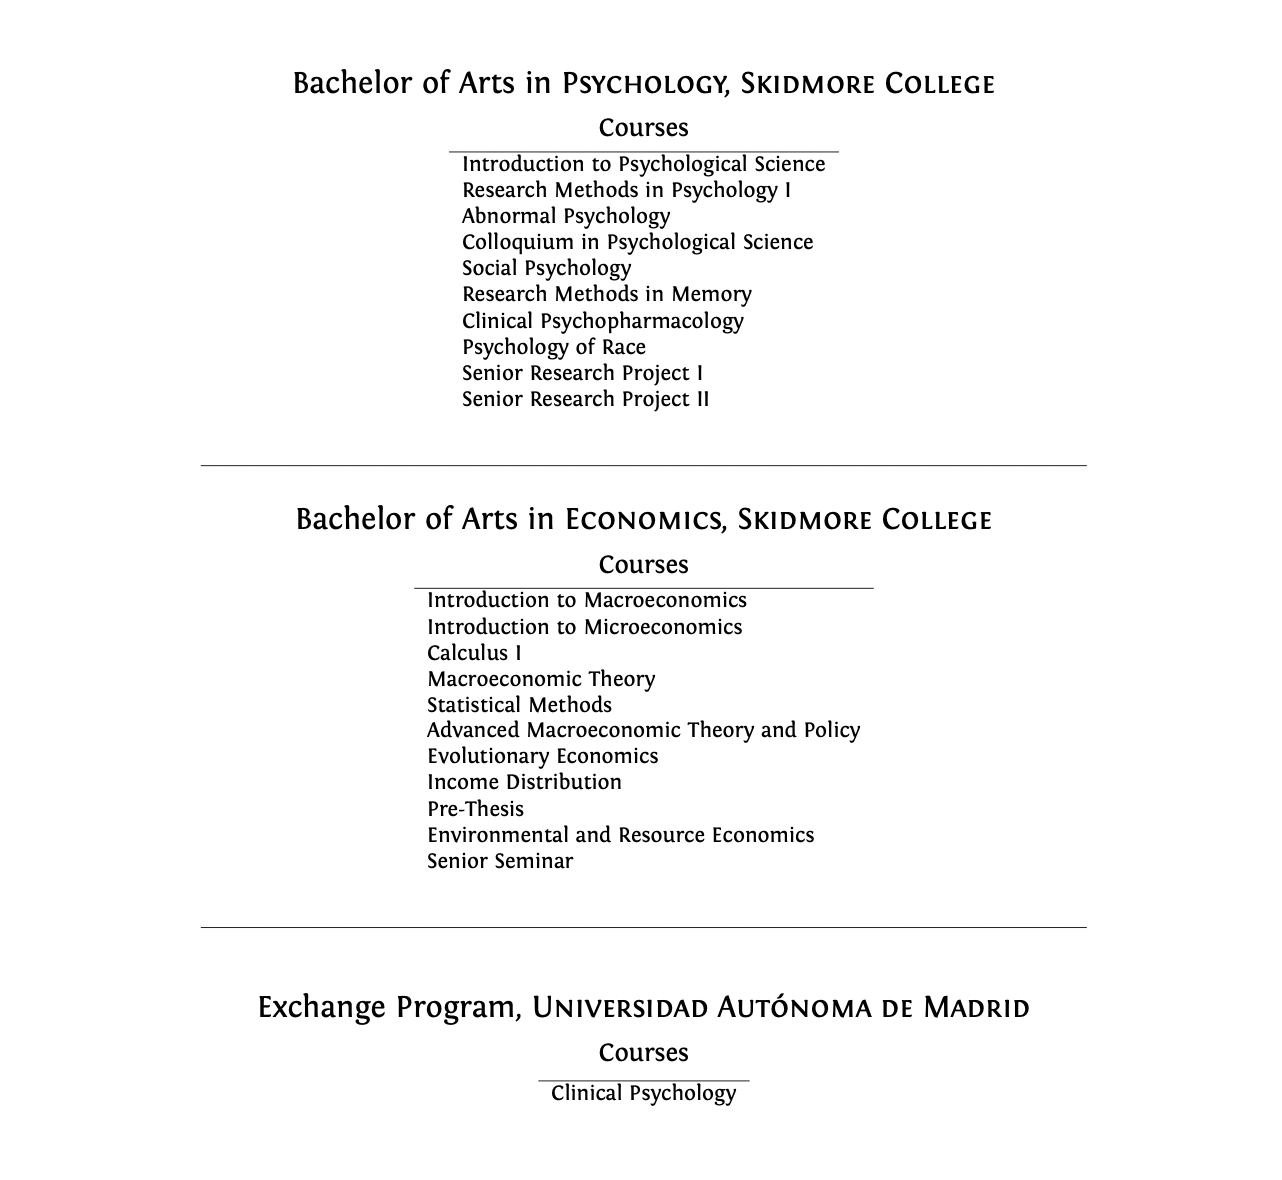 Bachelor of Arts in Psychology, Skidmore College
Courses
Introduction to Psychological Science
Research Methods in Psychology I
Abnormal Psychology
Colloquium in Psychological Science
Social Psychology
Research Methods in Memory
Clinical Psychopharmacology
Psychology of Race
Senior Research Project I
Senior Research Project II
Bachelor of Arts in Economics, Skidmore College
Courses
Introduction to Macroeconomics
Introduction to Microeconomics
Calculus I
Macroeconomic Theory
Statistical Methods
Advanced Macroeconomic Theory and Policy
Evolutionary Economics
Income Distribution
Pre-Thesis
Environmental and Resource Economics
Senior Seminar
Exchange Program, Universidad Autónoma de Madrid
Courses
Clinical Psychology